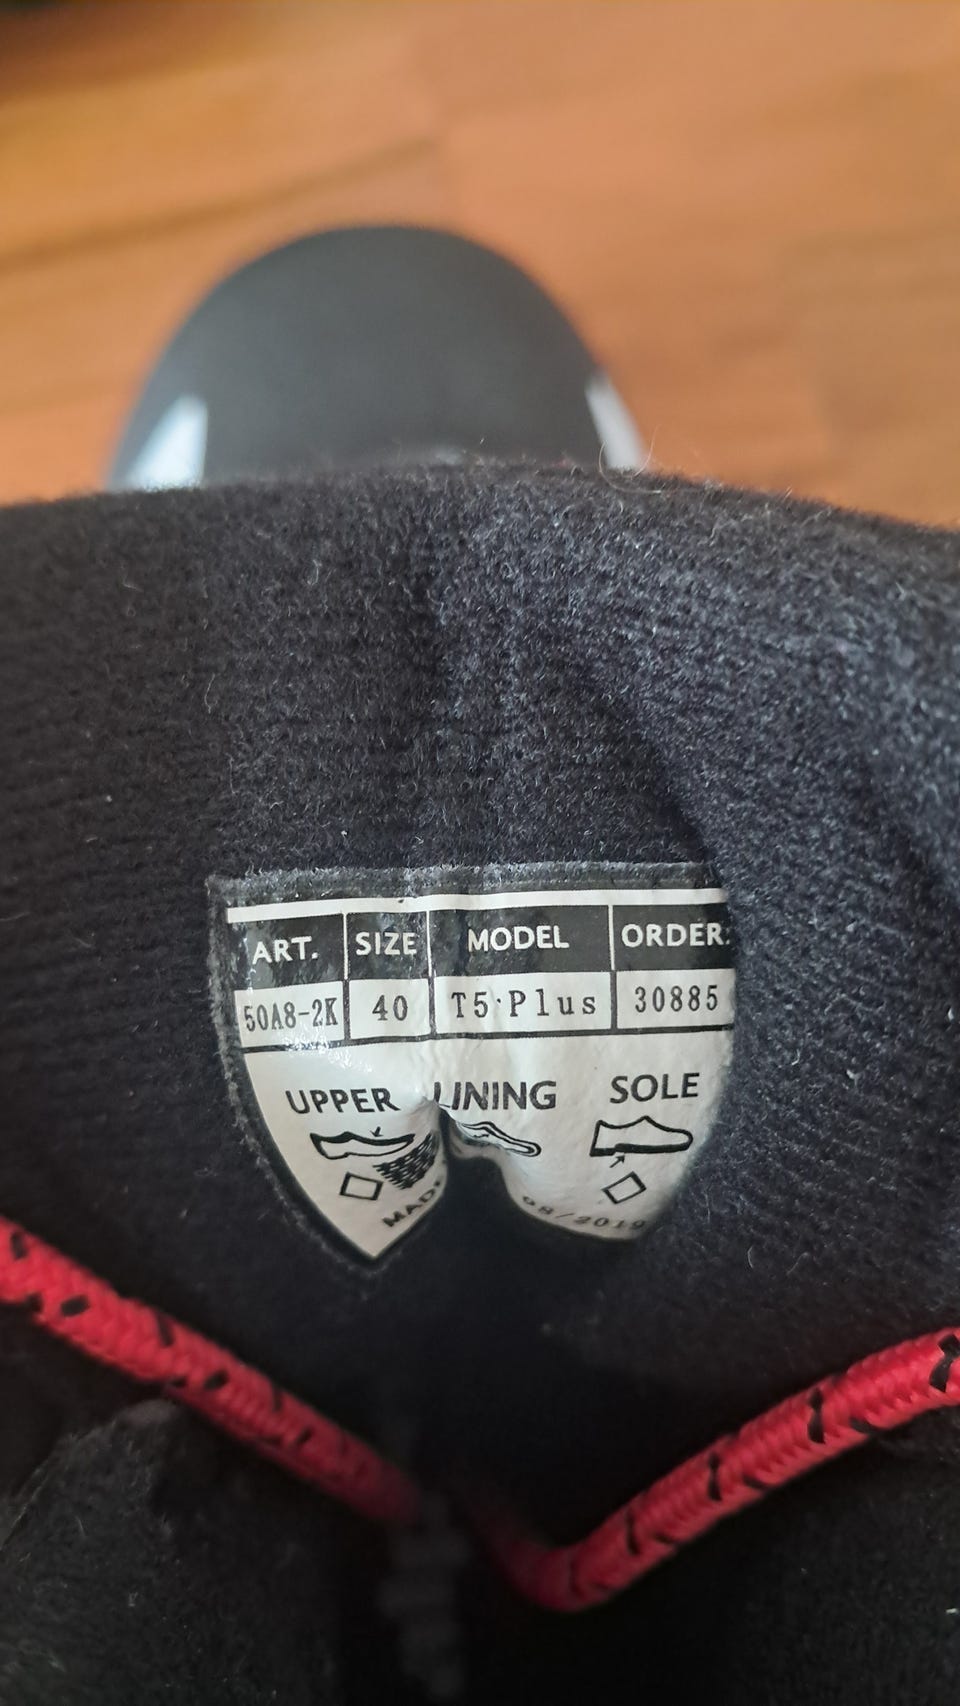 ART. SIZE MODEL ORDER.
50A8-2K 40 T5·Plus 30885
UPPER LINING SOLE
08/2019